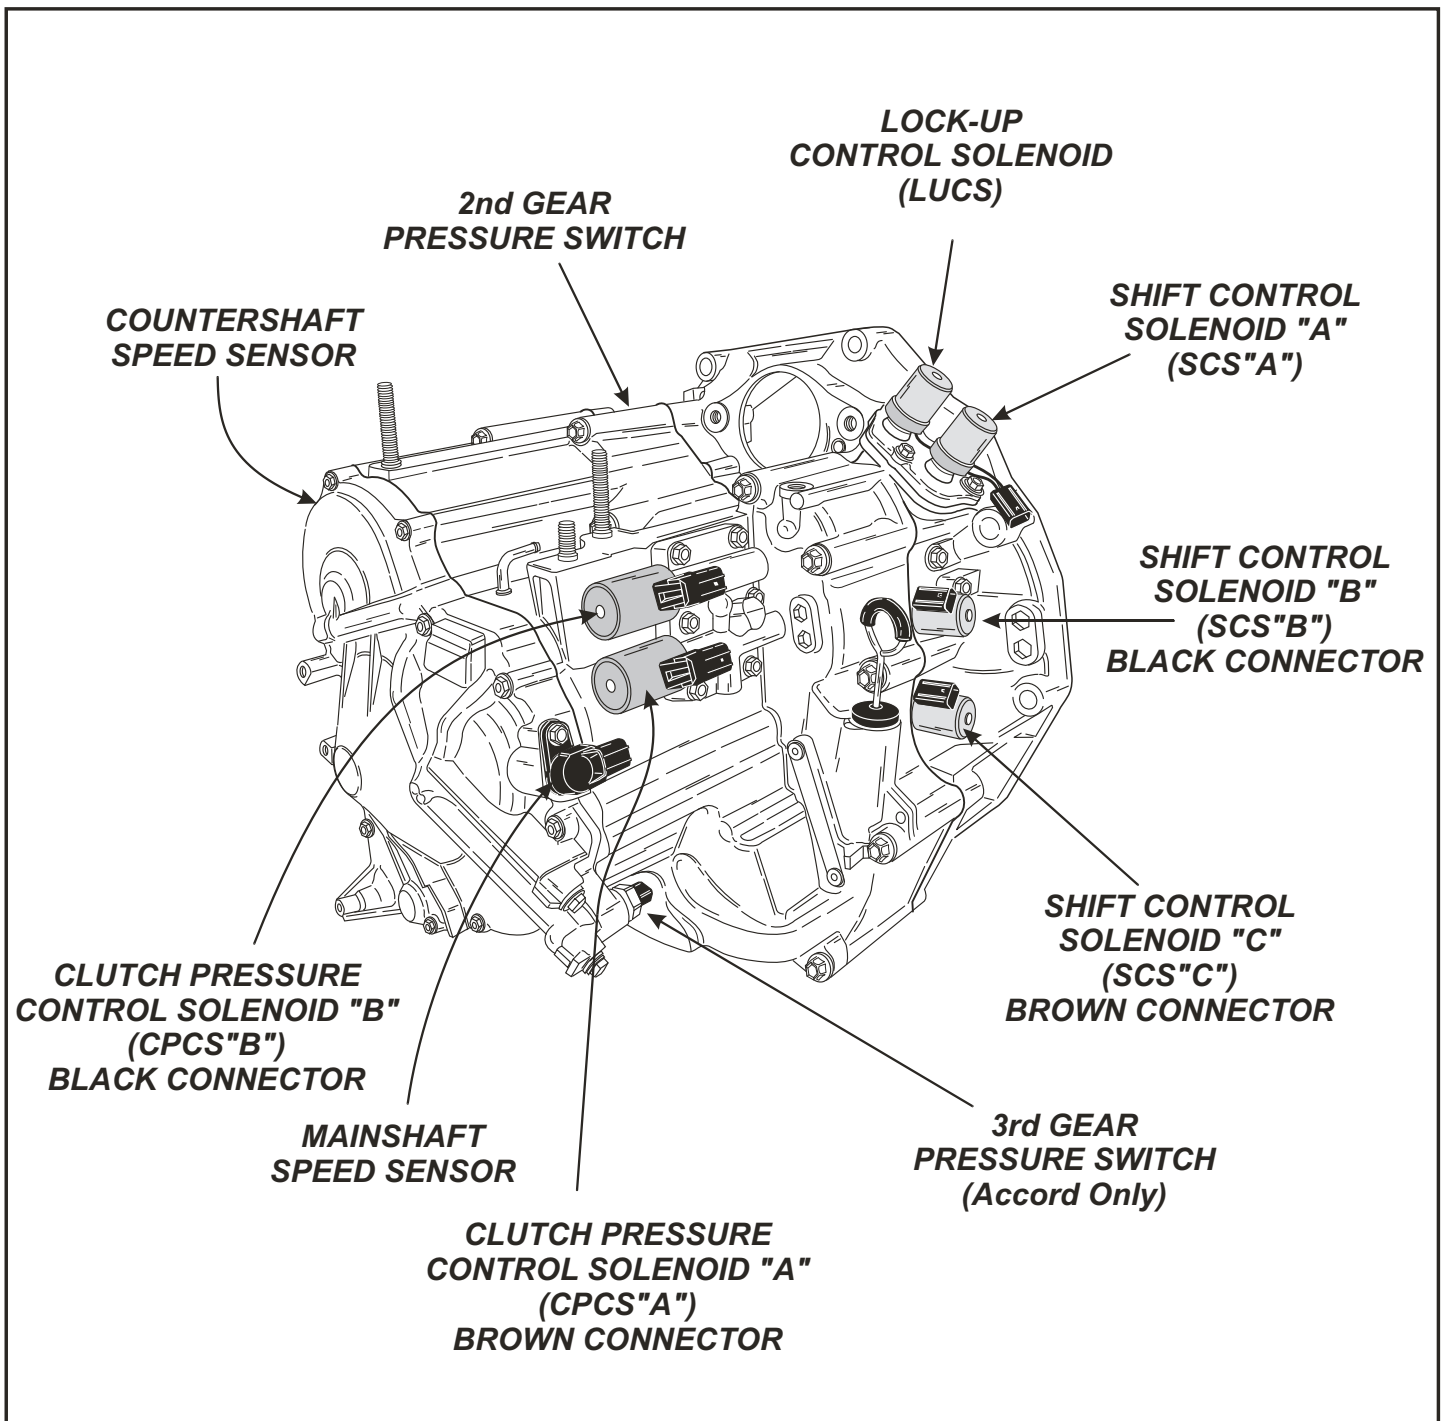 LOCK-UP
CONTROL SOLENOID
(LUCS)
2nd GEAR
PRESSURE SWITCH
SHIFT CONTROL
SOLENOID "A"
(SCS"A")
COUNTERSHAFT
SPEED SENSOR
SHIFT CONTROL
SOLENOID "B"
(SCS"B")
BLACK CONNECTOR
SHIFT CONTROL
SOLENOID "C"
(SCS"C")
BROWN CONNECTOR
CLUTCH PRESSURE
CONTROL SOLENOID "B"
(CPCS"B")
BLACK CONNECTOR
MAINSHAFT
SPEED SENSOR
3rd GEAR
PRESSURE SWITCH
(Accord Only)
CLUTCH PRESSURE
CONTROL SOLENOID "A"
(CPCS"A")
BROWN CONNECTOR